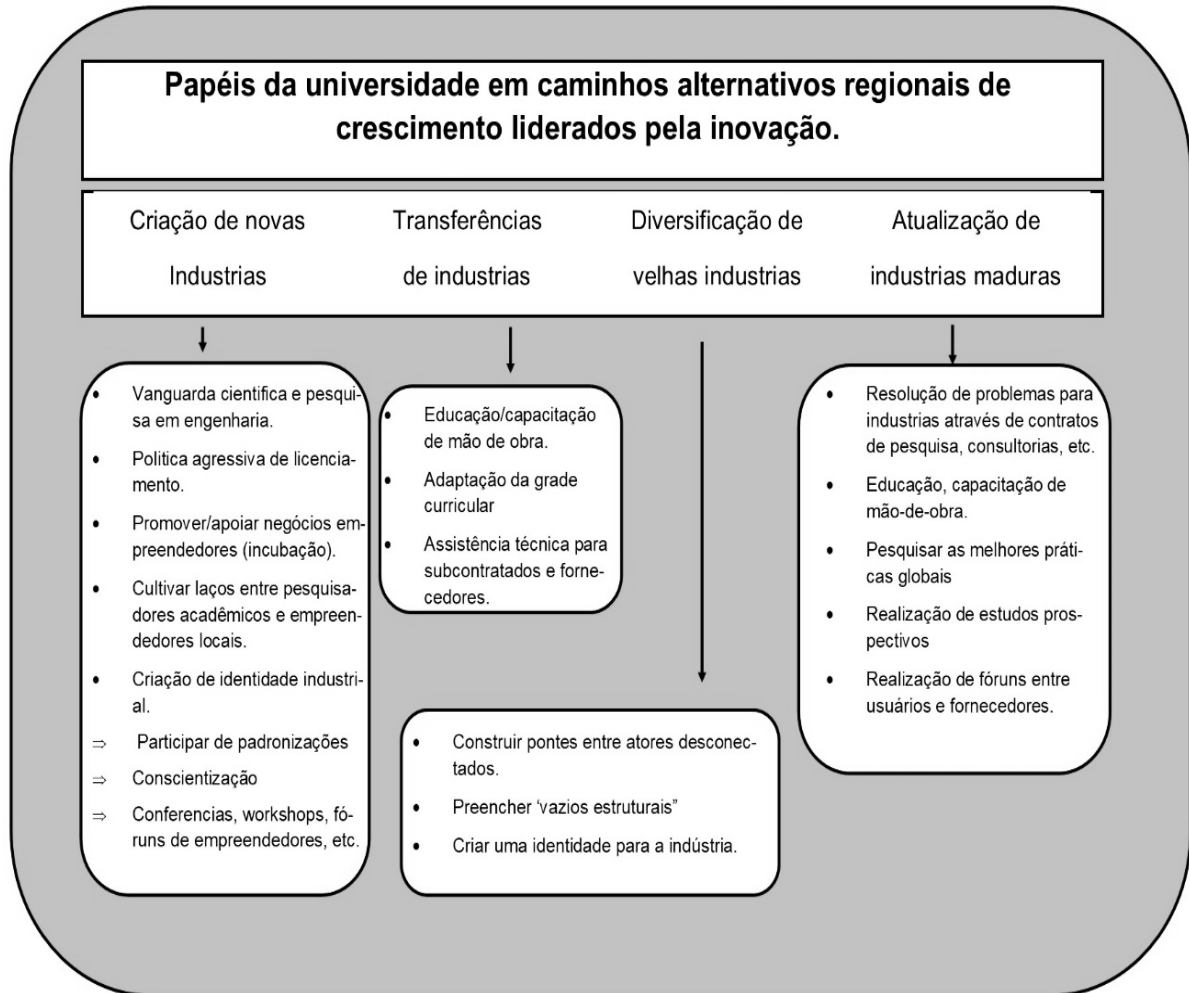 Papéis da universidade em caminhos alternativos regionais de
crescimento liderados pela inovação.
Criação de novas
Industrias
Transferências
de industrias
Diversificação de
velhas industrias
Atualização de
industrias maduras
• Vanguarda cientifica e pesqui-
sa em engenharia.
• Politica agressiva de licencia-
mento.
• Promover/apoiar negócios em-
preendedores (incubação).
• Cultivar laços entre pesquisa-
dores acadêmicos e empreen-
dedores locais.
• Criação de identidade industri-
al.
⇒ Participar de padronizações
⇒ Conscientização
⇒ Conferencias, workshops, fó-
runs de empreendedores, etc.
• Educação/capacitação
de mão de obra.
• Adaptação da grade
curricular
• Assistência técnica para
subcontratados e forne-
cedores.
• Construir pontes entre atores desconec-
tados.
• Preencher ‘vazios estruturais”
• Criar uma identidade para a indústria.
• Resolução de problemas para
industrias através de contratos
de pesquisa, consultorias, etc.
• Educação, capacitação de
mão-de-obra.
• Pesquisar as melhores práti-
cas globais
• Realização de estudos pros-
pectivos
• Realização de fóruns entre
usuários e fornecedores.